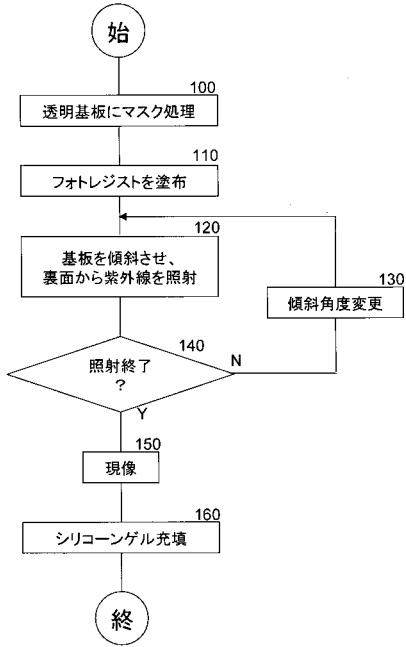 始
100
透明基板にマスク処理
110
フォトレジストを塗布
120
基板を傾斜させ、
裏面から紫外線を照射
130
傾斜角度変更
140
照射終了
?
N
Y
150
現像
160
シリコーンゲル充填
終